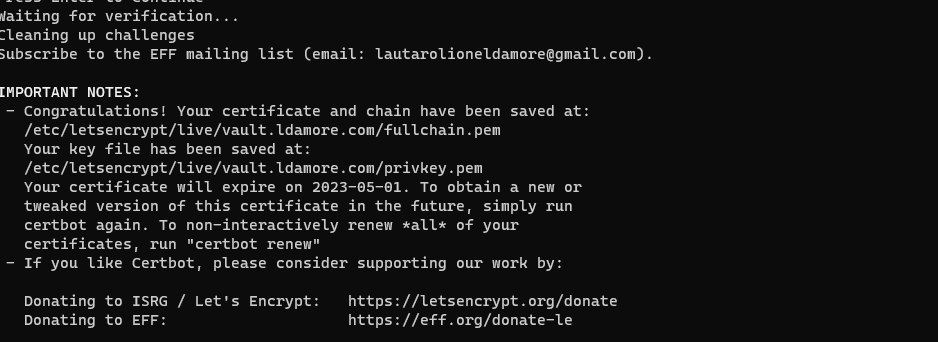 Press Enter to Continue
Waiting for verification...
Cleaning up challenges
Subscribe to the EFF mailing list (email: lautarolioneldamore@gmail.com).
IMPORTANT NOTES:
- Congratulations! Your certificate and chain have been saved at:
/etc/letsencrypt/live/vault.ldamore.com/fullchain.pem
Your key file has been saved at:
/etc/letsencrypt/live/vault.ldamore.com/privkey.pem
Your certificate will expire on 2023-05-01. To obtain a new or
tweaked version of this certificate in the future, simply run
certbot again. To non-interactively renew *all* of your
certificates, run "certbot renew"
- If you like Certbot, please consider supporting our work by:
Donating to ISRG / Let's Encrypt: https://letsencrypt.org/donate
Donating to EFF: https://eff.org/donate-le